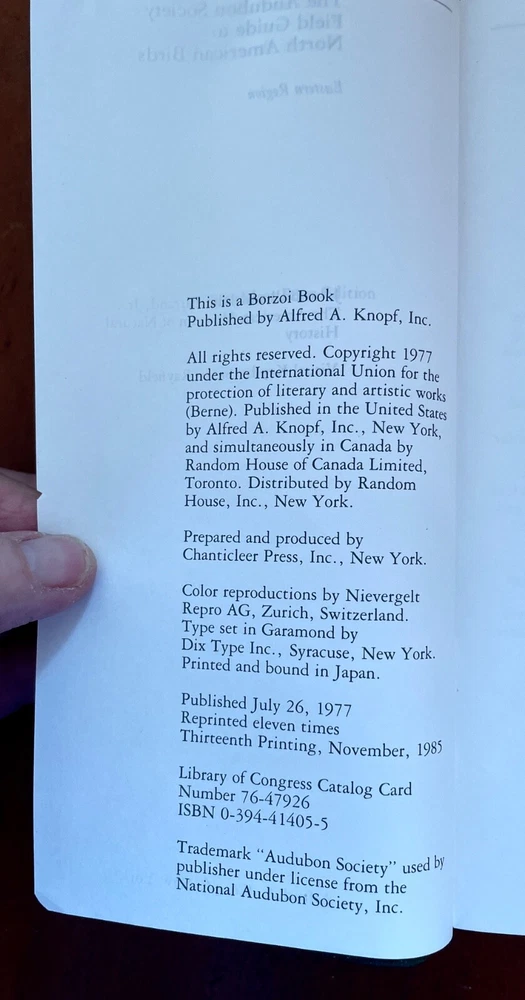 This is a Borzoi Book
Published by Alfred A. Knopf, Inc.
All rights reserved. Copyright 1977
under the International Union for the
protection of literary and artistic works
(Berne). Published in the United States
by Alfred A. Knopf, Inc., New York,
and simultaneously in Canada by
Random House of Canada Limited,
Toronto. Distributed by Random
House, Inc., New York.
Prepared and produced by
Chanticleer Press, Inc., New York.
Color reproductions by Nievergelt
Repro AG, Zurich, Switzerland.
Type set in Garamond by
Dix Type Inc., Syracuse, New York.
Printed and bound in Japan.
Published July 26, 1977
Reprinted eleven times
Thirteenth Printing, November, 1985
Library of Congress Catalog Card
Number 76-47926
ISBN 0-394-41405-5
Trademark “Audubon Society” used by
publisher under license from the
National Audubon Society, Inc.